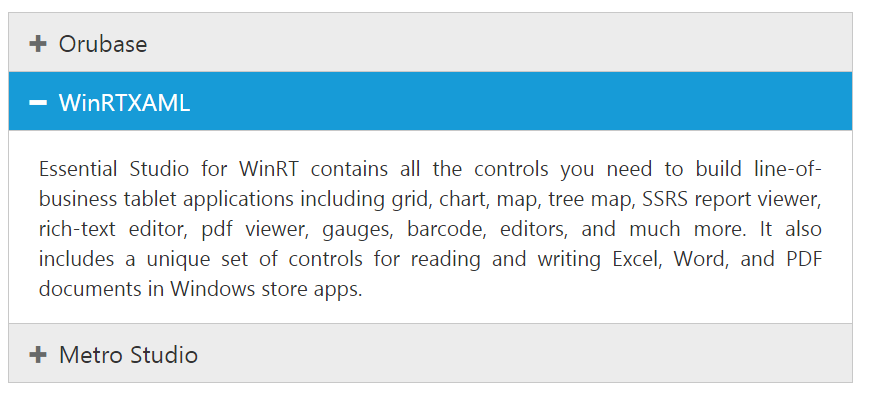 Orubase
WinRTXAML
Essential Studio for WinRT contains all the controls you need to build line-of-
business tablet applications including grid, chart, map, tree map, SSRS report viewer,
rich-text editor, pdf viewer, gauges, barcode, editors, and much more. It also
includes a unique set of controls for reading and writing Excel, Word, and PDF
documents in Windows store apps.
Metro Studio